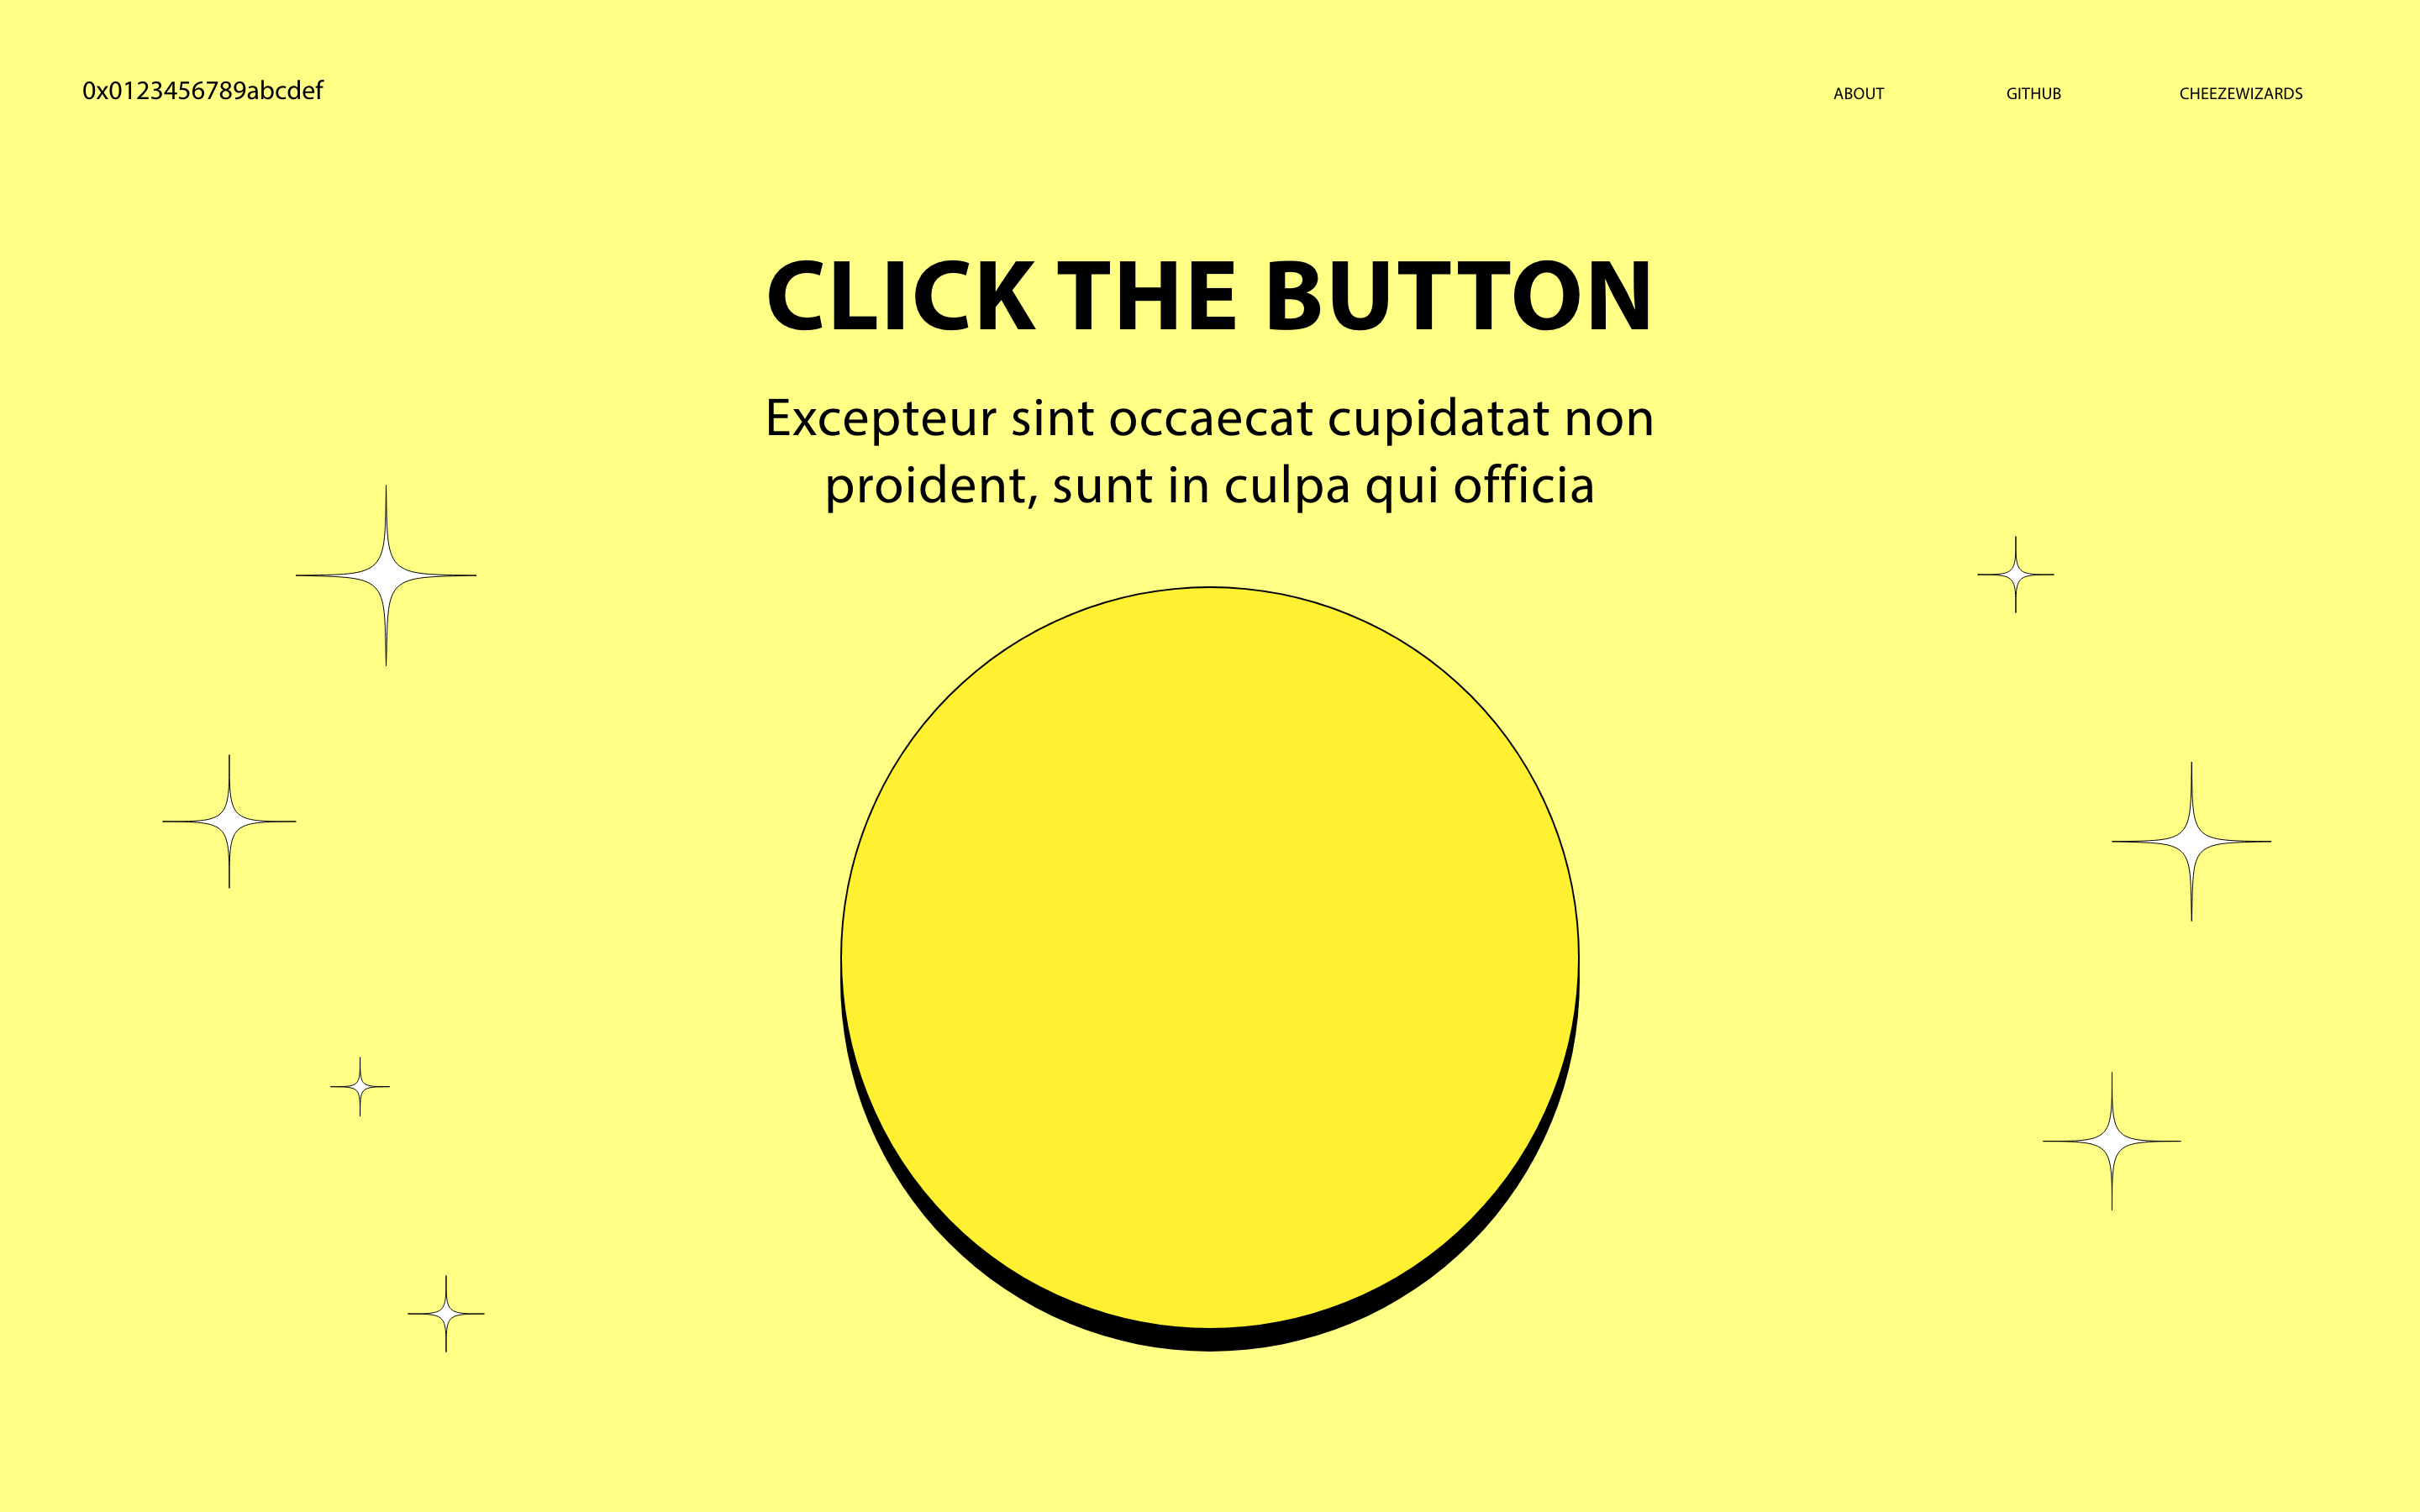 0x0123456789abcdef
ABOUT GITHUB CHEEZEWIZARDS
CLICK THE BUTTON
Excepteur sint occaecat cupidatat non
proident, sunt in culpa qui officia